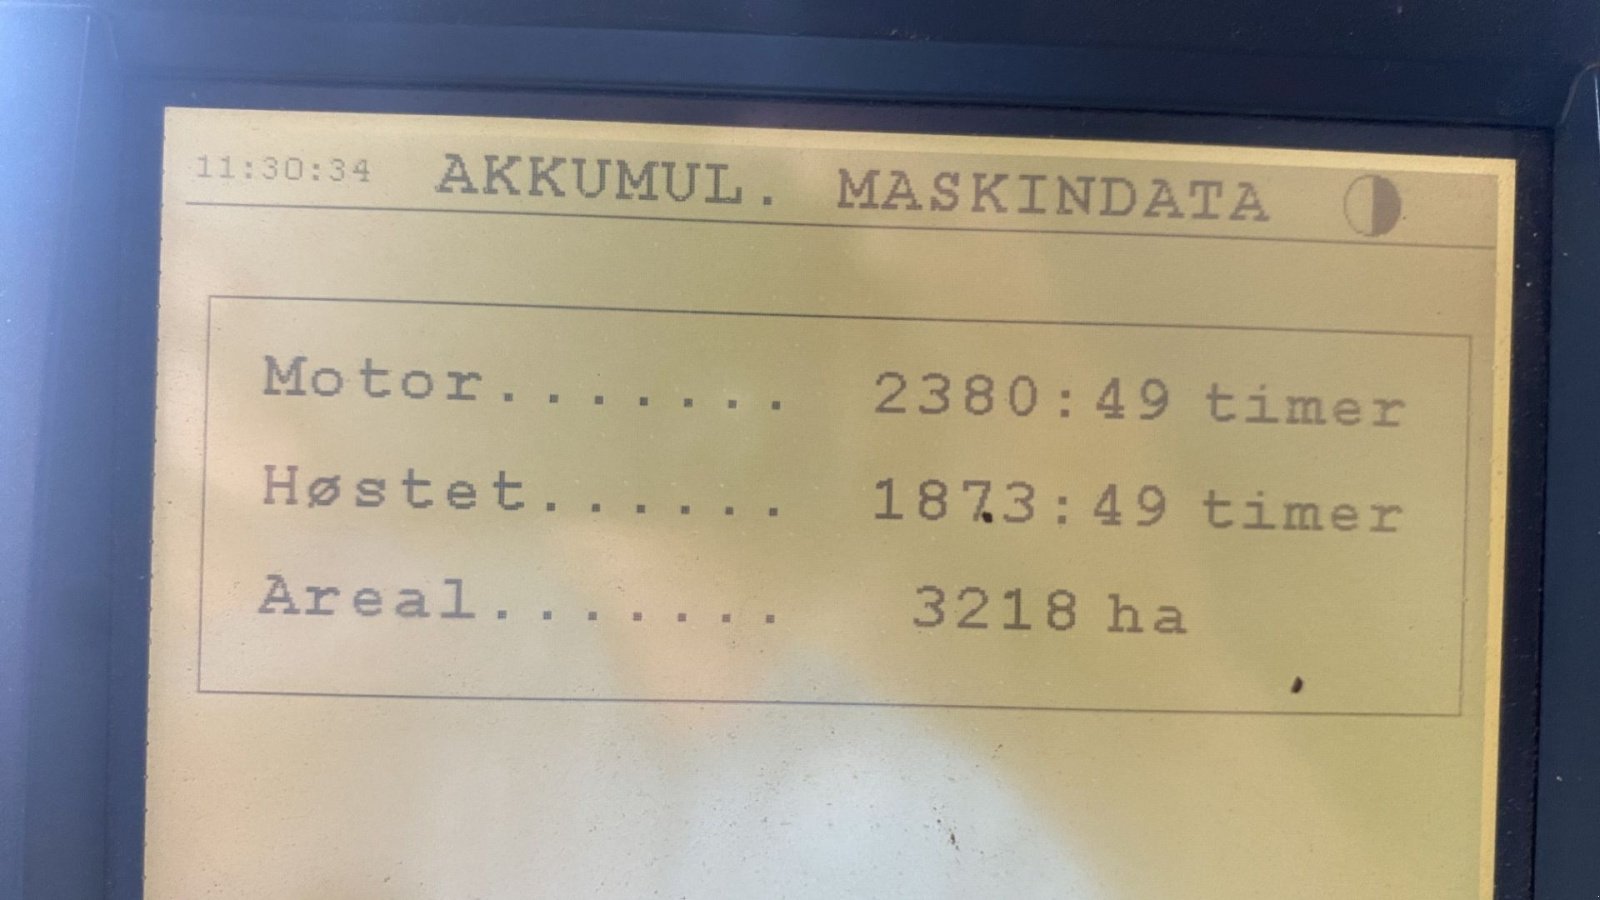 11:30:34 AKKUMUL. MASKINDATA
Motor....... 2380:49 timer
Høstet...... 1873:49 timer
Areal....... 3218 ha